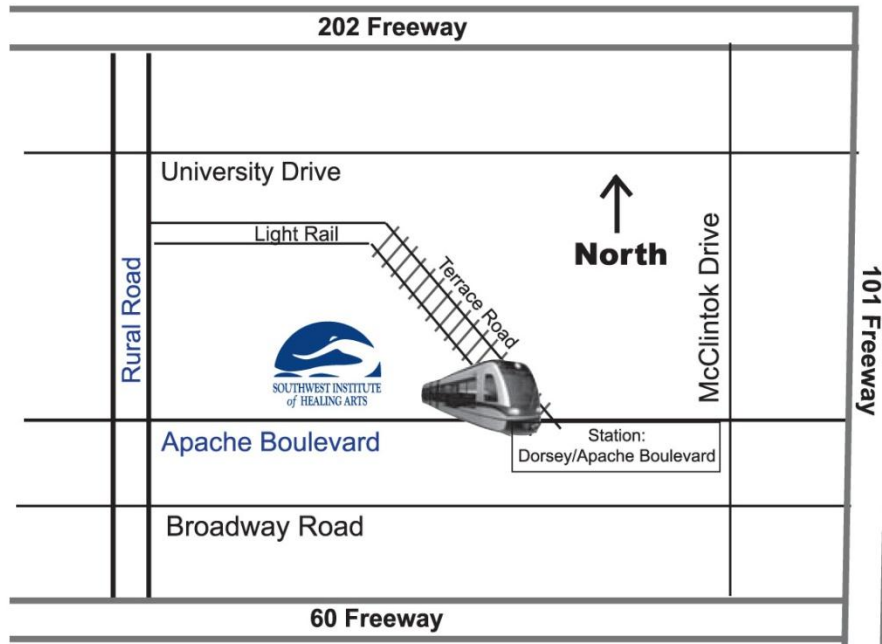 202 Freeway
University Drive
Light Rail
Terrace Road
North
McClintok Drive
101 Freeway
Rural Road
SOUTHWEST INSTITUTE
of HEALING ARTS
Apache Boulevard
Station:
Dorsey/Apache Boulevard
Broadway Road
60 Freeway